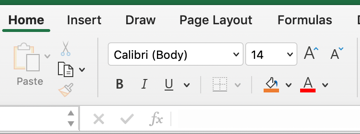 Home Insert Draw Page Layout Formulas
Calibri (Body) 14 A A
Paste B I U A
fx